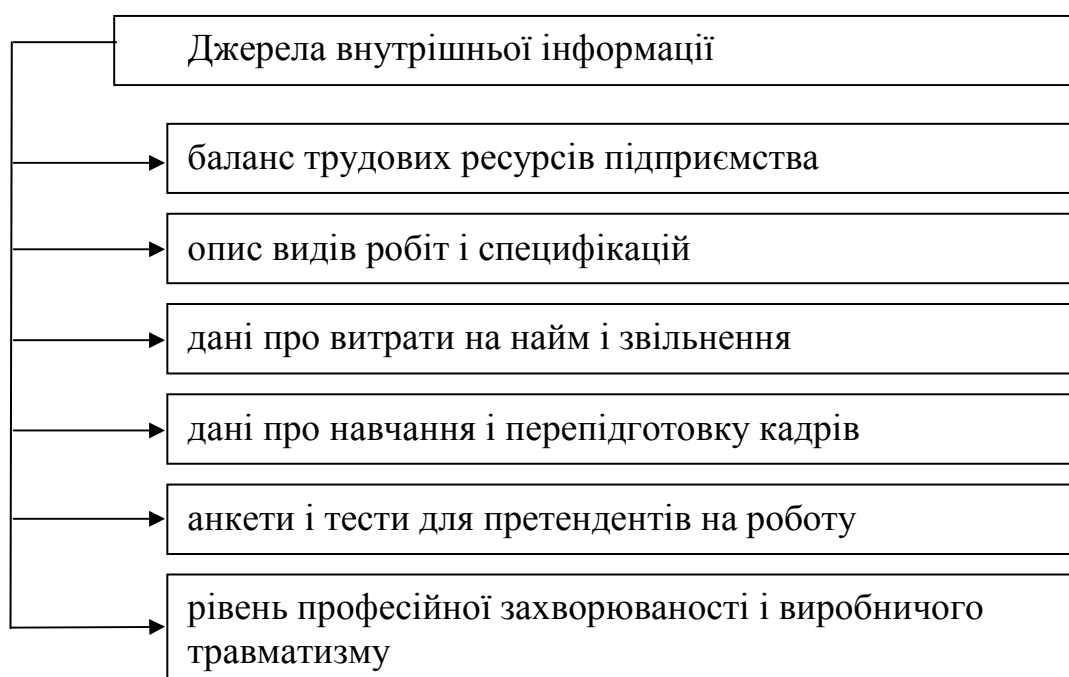 Джерела внутрішньої інформації
баланс трудових ресурсів підприємства
опис видів робіт і специфікацій
дані про витрати на найм і звільнення
дані про навчання і перепідготовку кадрів
анкети і тести для претендентів на роботу
рівень професійної захворюваності і виробничого
травматизму